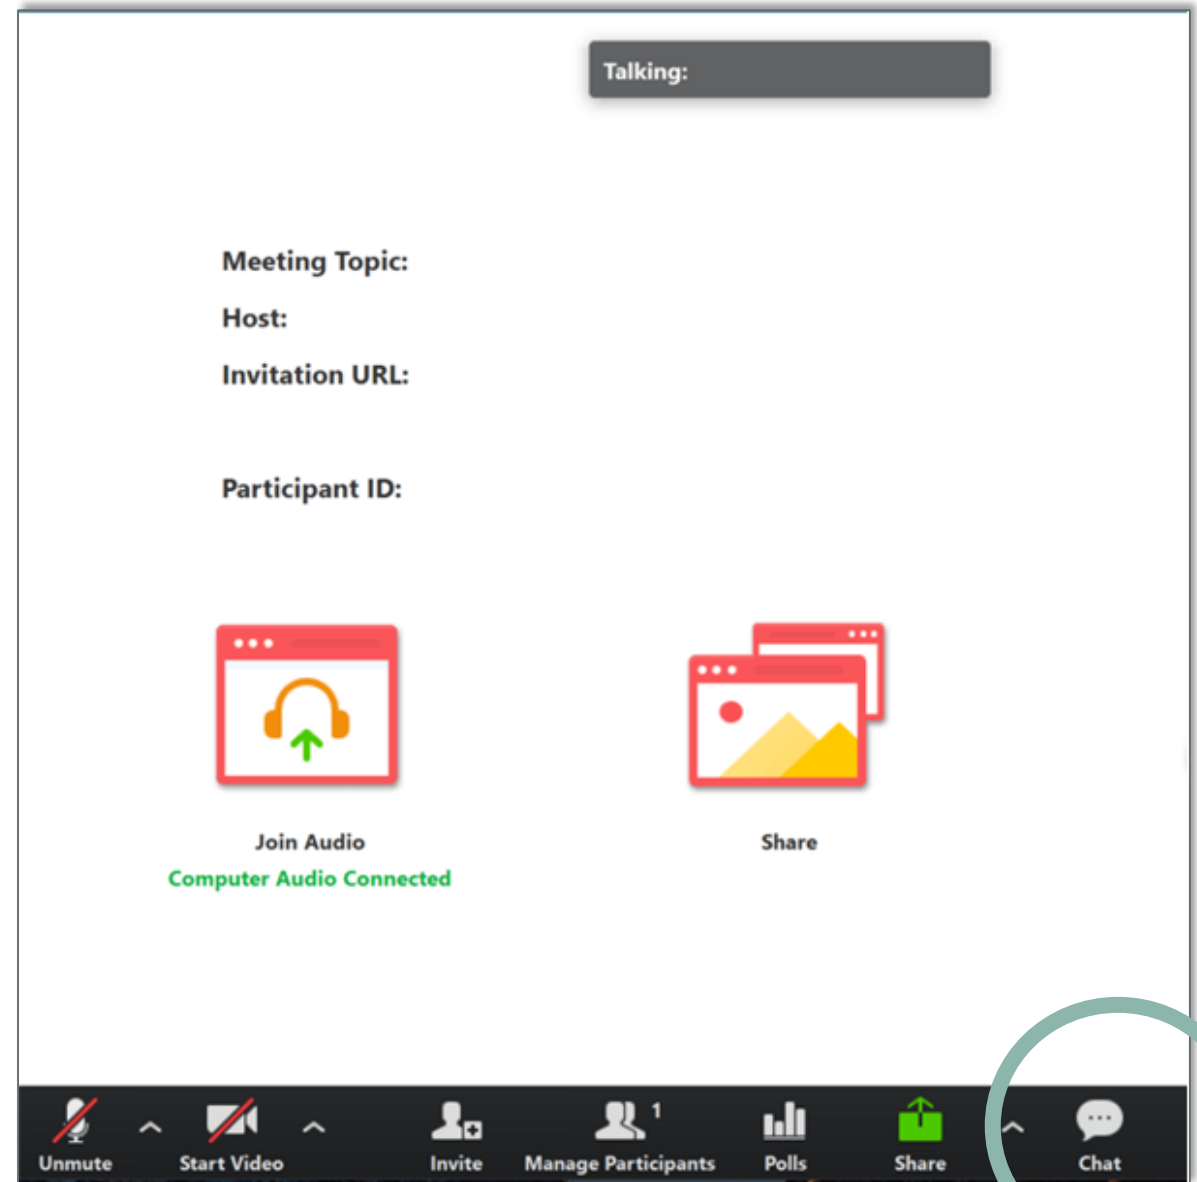 Talking:
Meeting Topic:
Host:
Invitation URL:
Participant ID:
Join Audio
Share
Computer Audio Connected
1
Unmute
Start Video
Invite
Manage Participants
Polls
Share
Chat